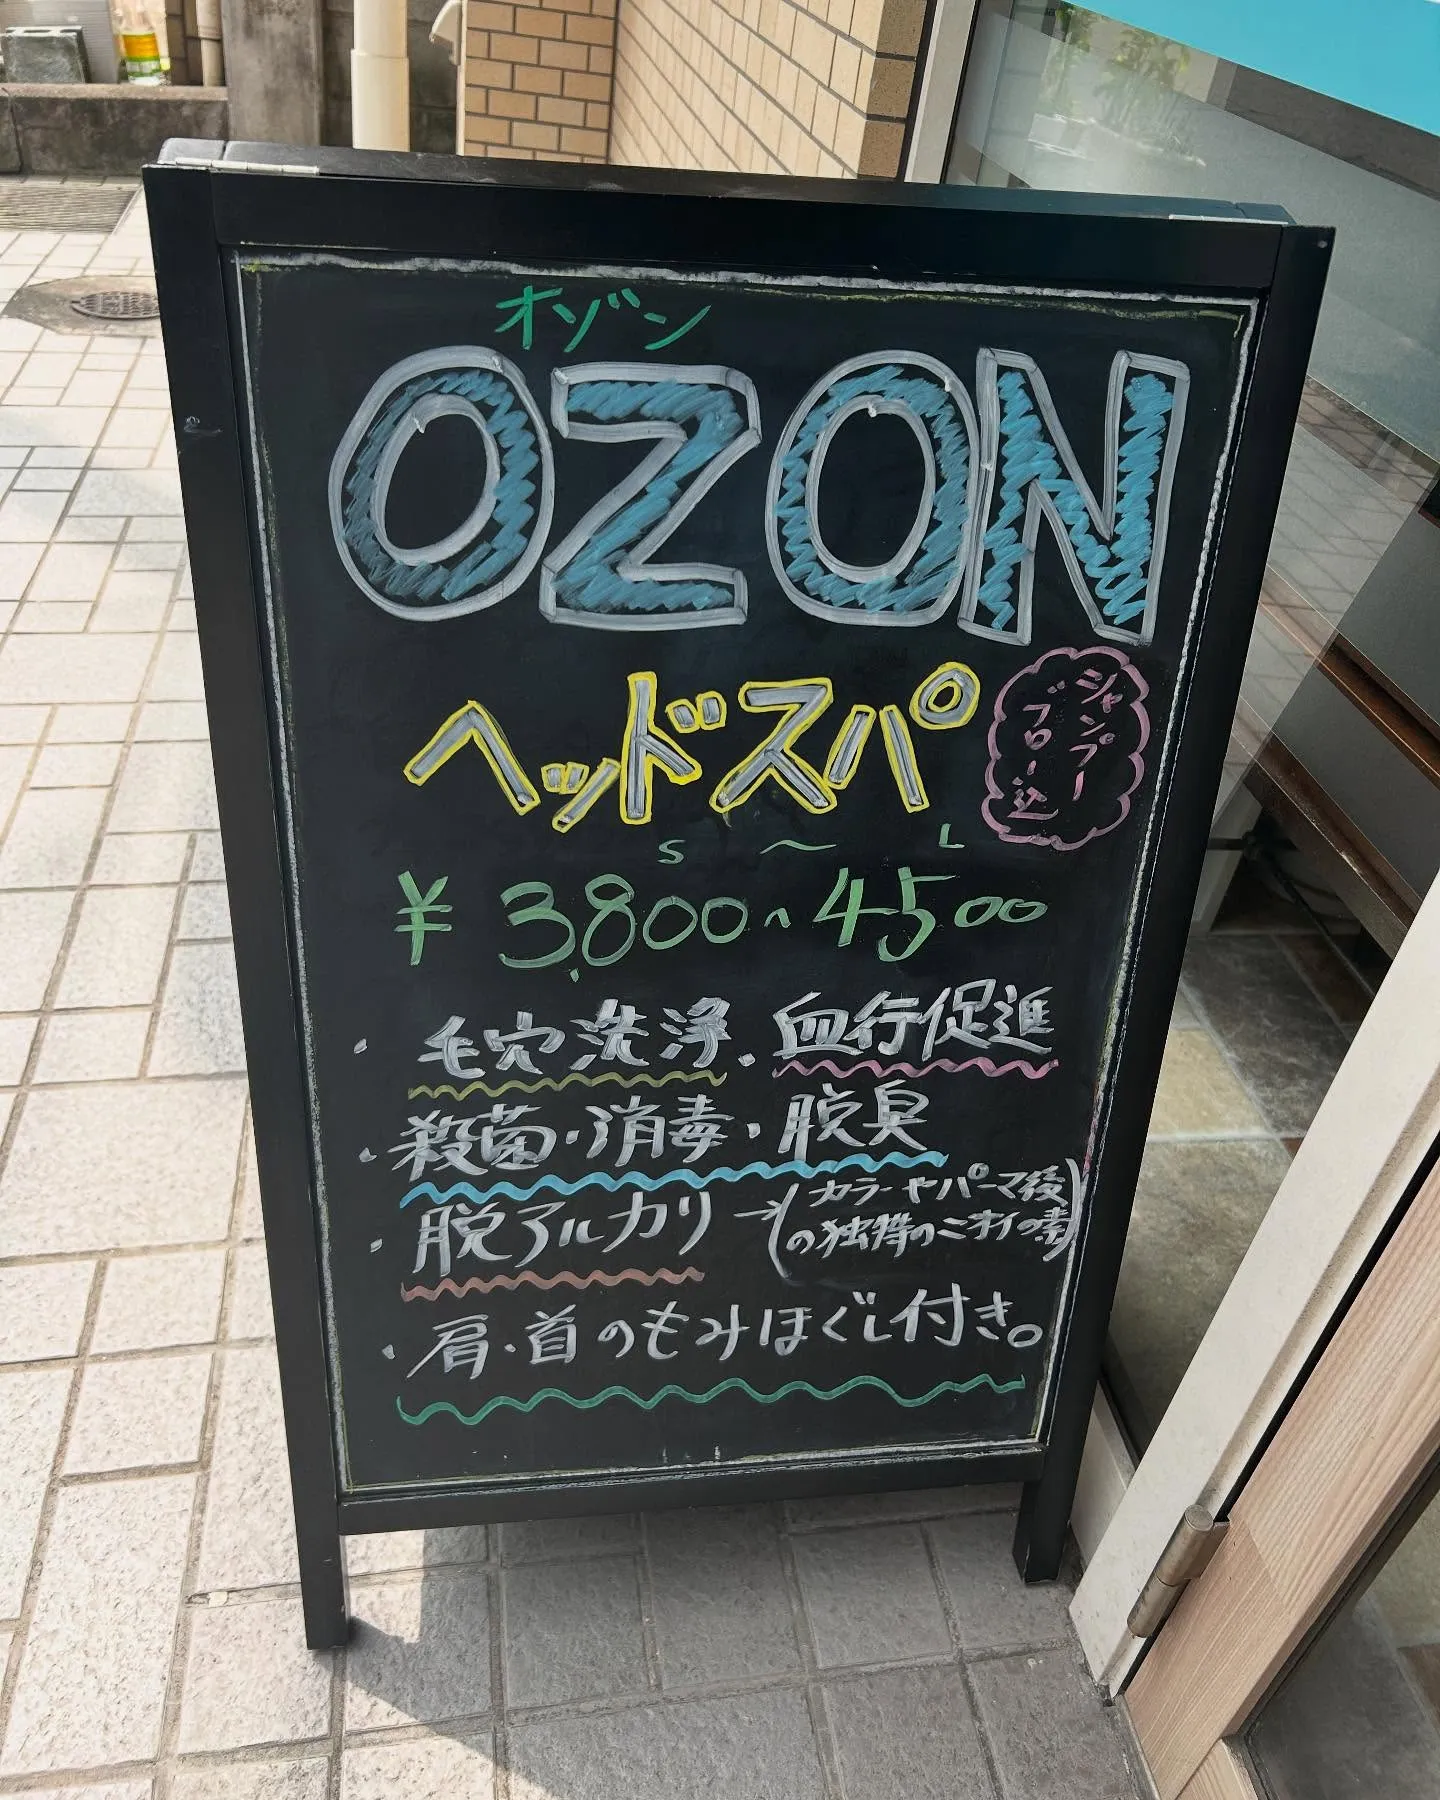 オゾン
OZON
ヘッドスパ
シャンプー
ブロー込
S 〜 L
¥3,800〜4500
・毛穴洗浄・血行促進
・殺菌・消毒・脱臭
・脱アルカリ→(カラーやパーマ後
の独特のニオイの素)
・肩・首のもみほぐし付き。